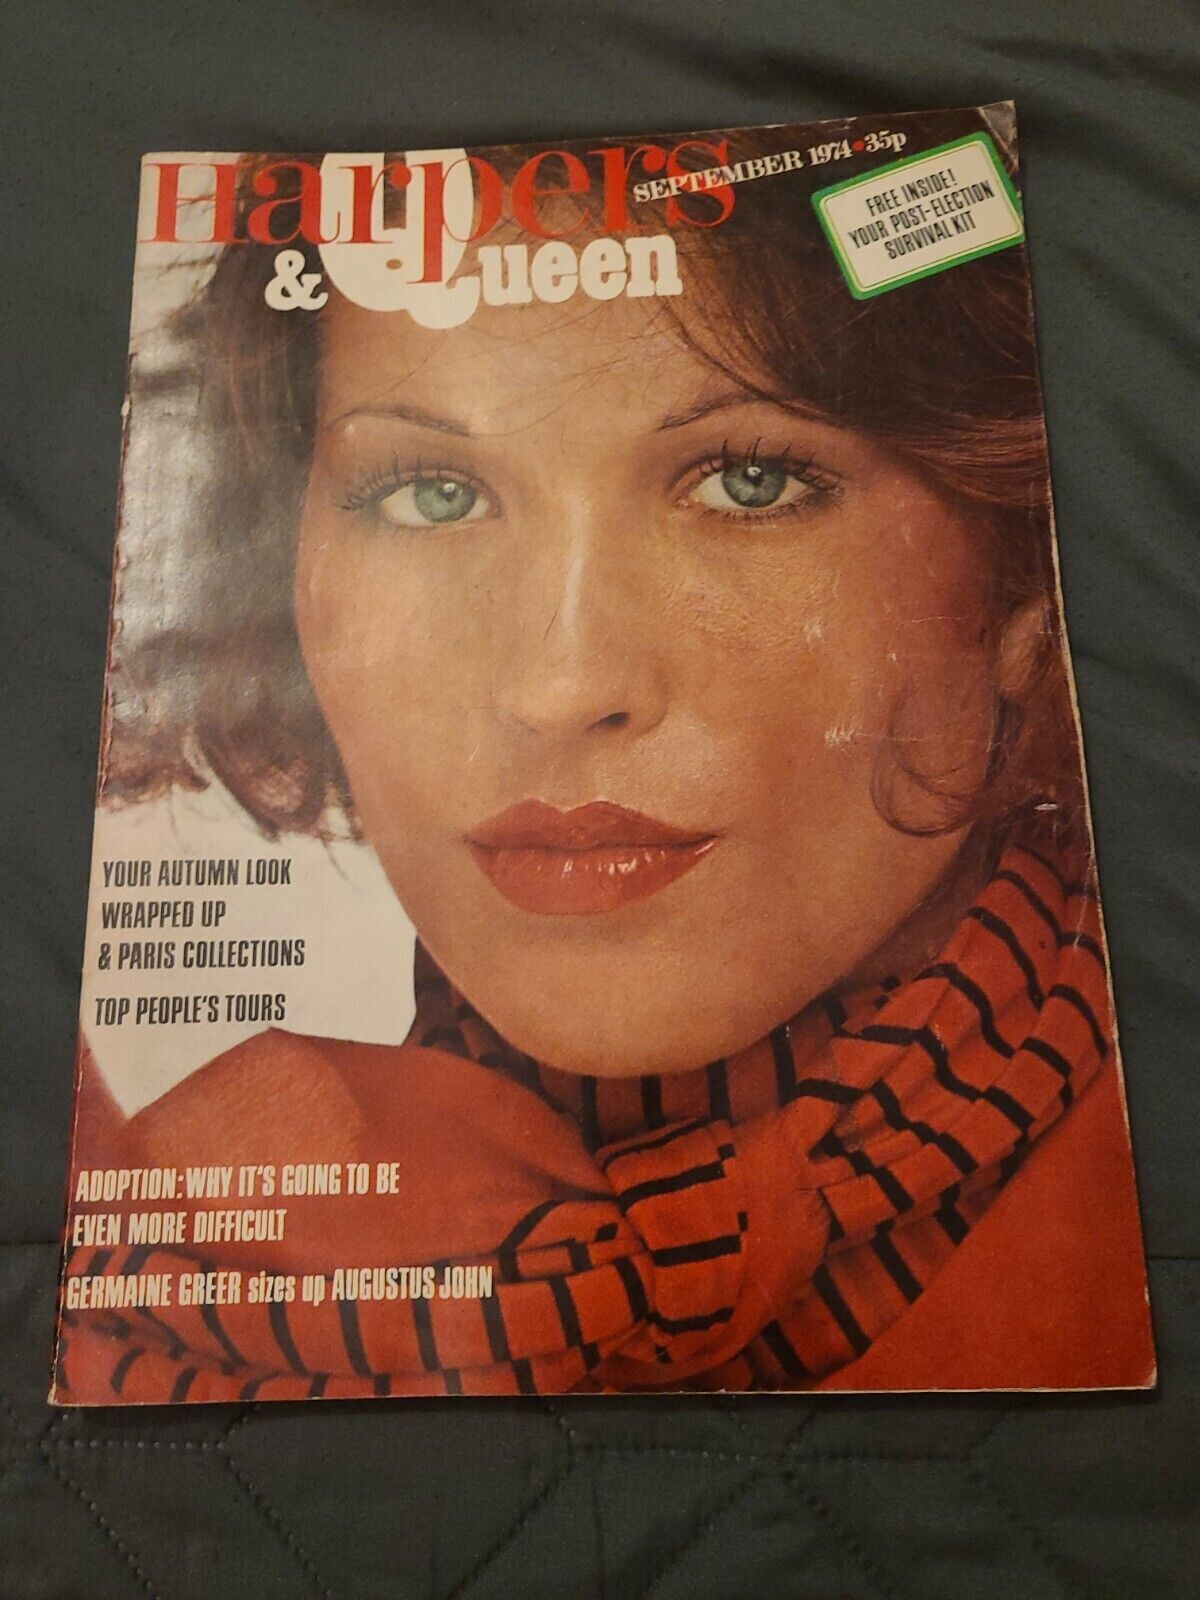 Harpers
& Queen
SEPTEMBER 1974 • 35p
FREE INSIDE!
YOUR POST-ELECTION
SURVIVAL KIT
YOUR AUTUMN LOOK
WRAPPED UP
& PARIS COLLECTIONS
TOP PEOPLE'S TOURS
ADOPTION: WHY IT'S GOING TO BE
EVEN MORE DIFFICULT
GERMAINE GREER sizes up AUGUSTUS JOHN